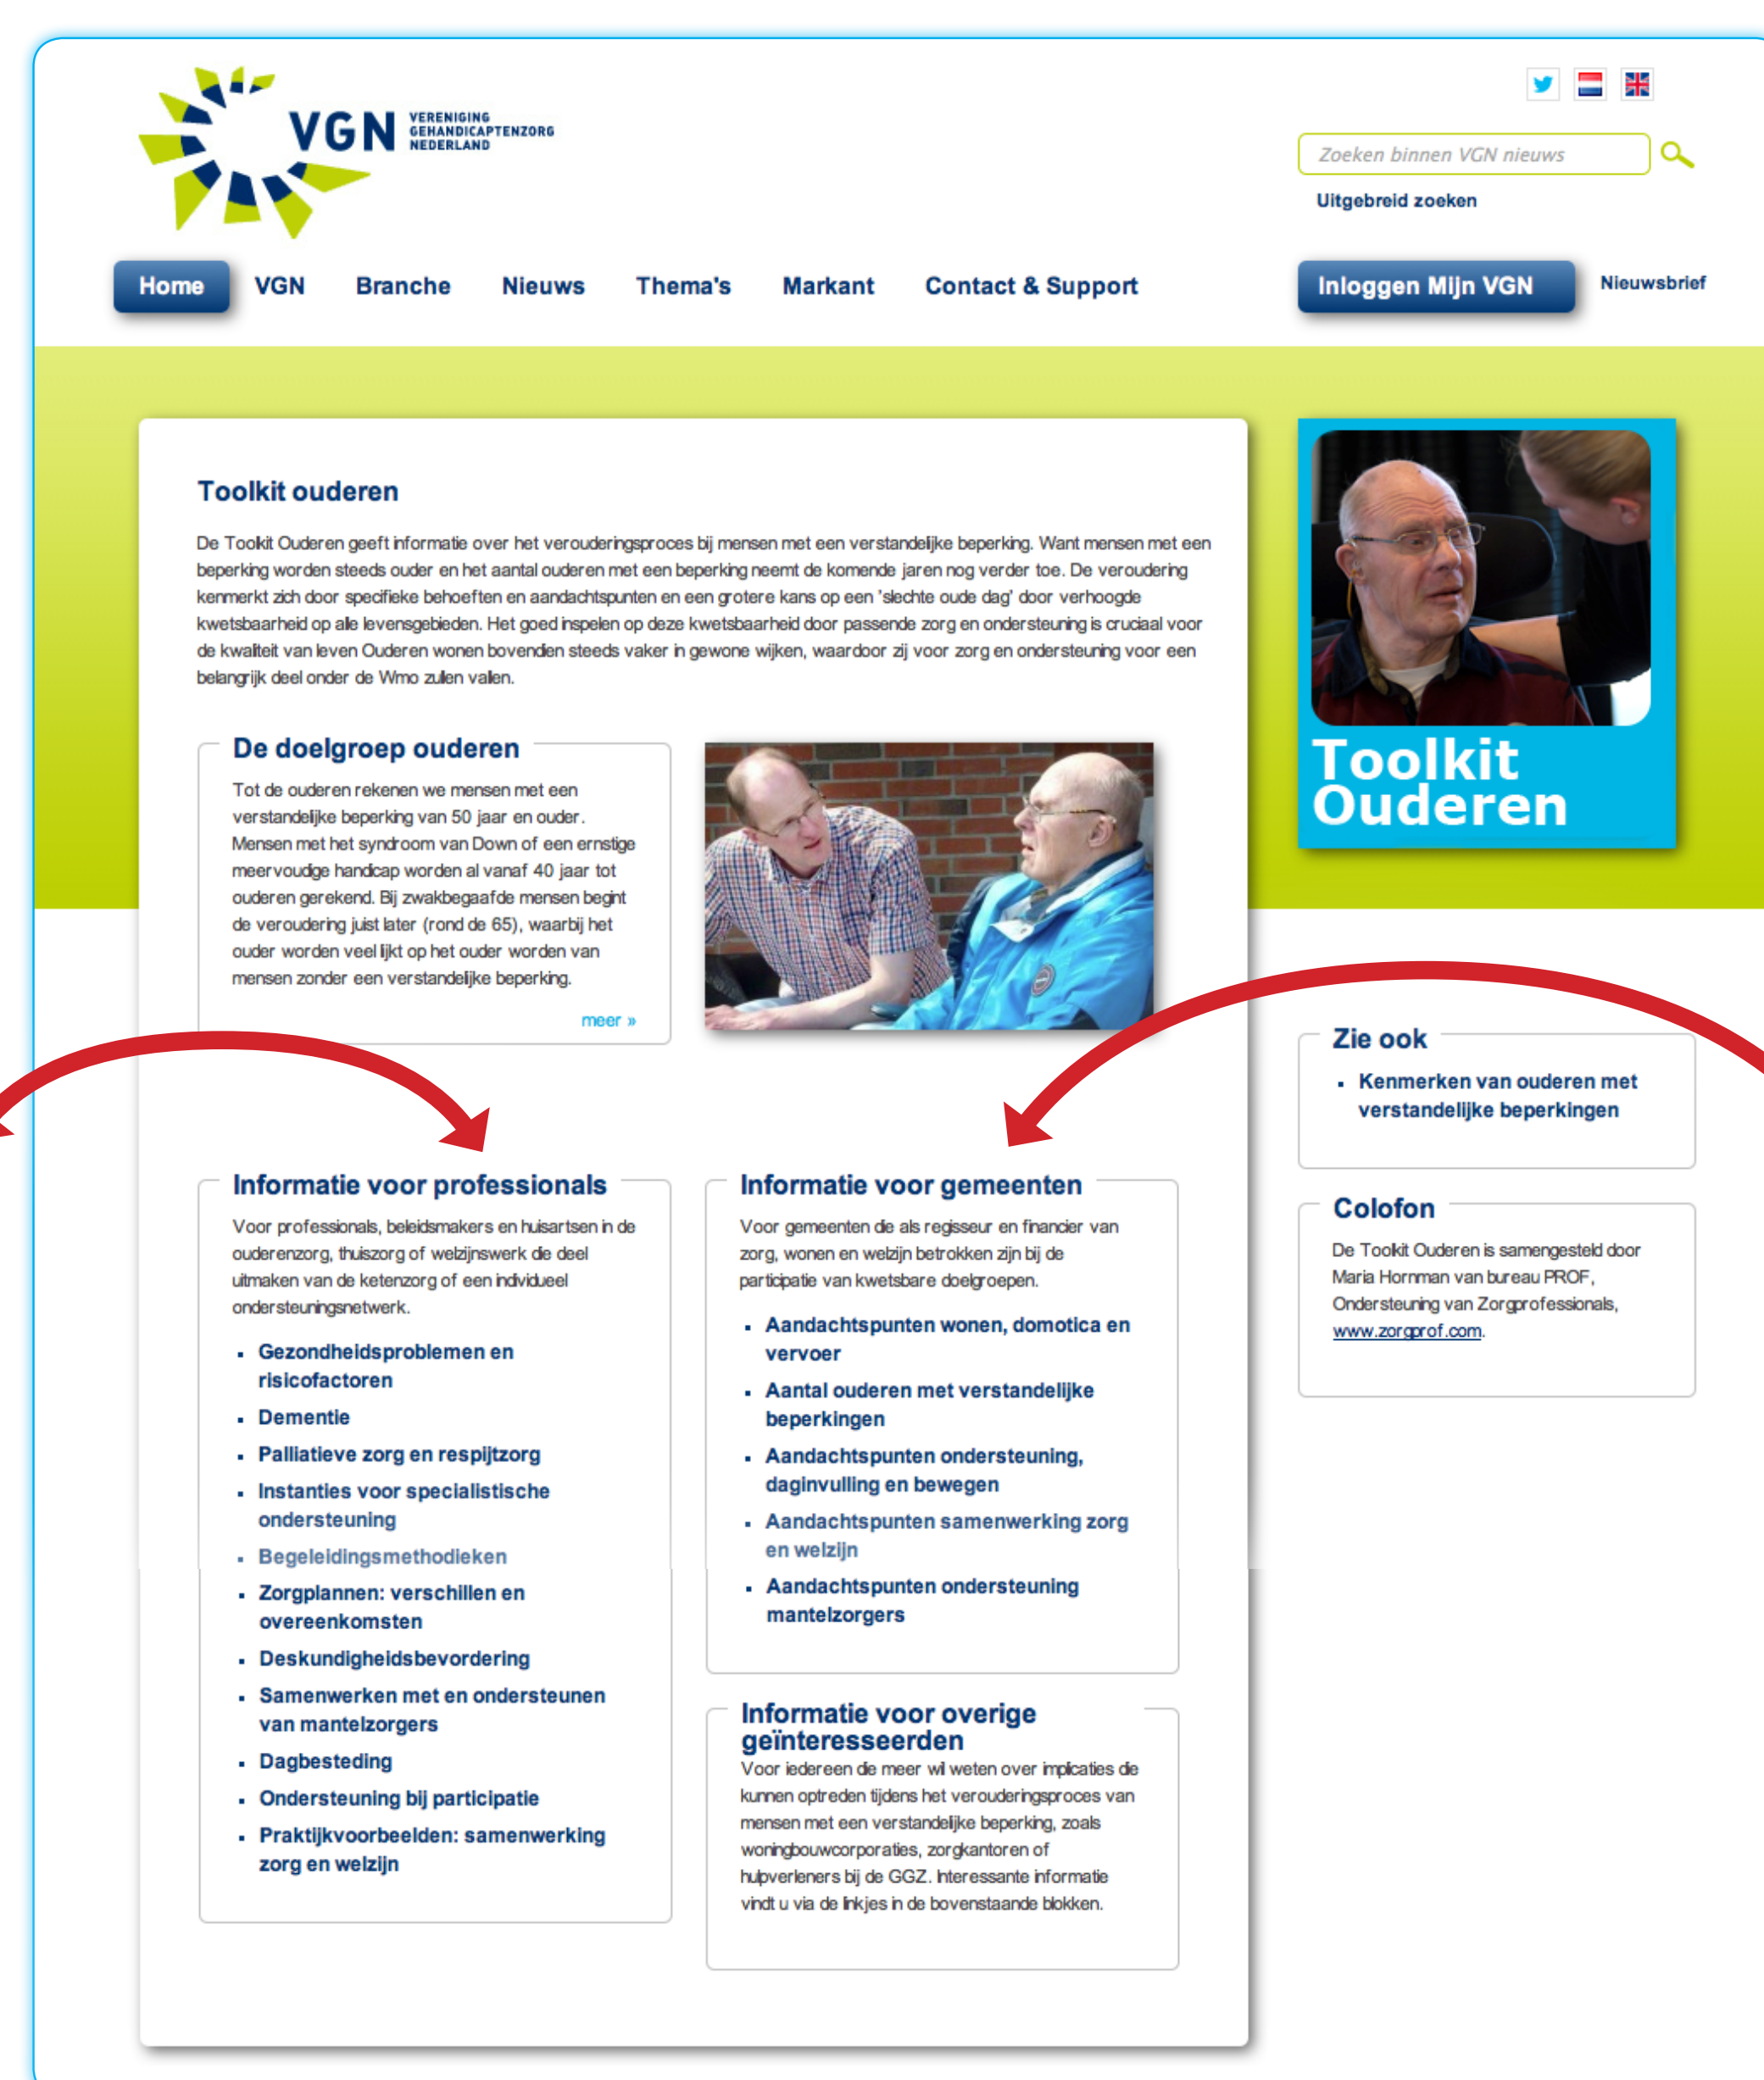 VGN VERENIGING
GEHANDICAPTENZORG
NEDERLAND
Zoeken binnen VGN nieuws
Uitgebreid zoeken
Home VGN Branche Nieuws Thema's Markant Contact & Support Inloggen Mijn VGN Nieuwsbrief
Toolkit ouderen
De Toolkit Ouderen geeft informatie over het verouderingsproces bij mensen met een verstandelijke beperking. Want mensen met een
beperking worden steeds ouder en het aantal ouderen met een beperking neemt de komende jaren nog verder toe. De veroudering
kenmerkt zich door specifieke behoeften en aandachtspunten en een grotere kans op een 'slechte oude dag' door verhoogde
kwetsbaarheid op alle levensgebieden. Het goed inspelen op deze kwetsbaarheid door passende zorg en ondersteuning is cruciaal voor
de kwaliteit van leven Ouderen wonen bovendien steeds vaker in gewone wijken, waardoor zij voor zorg en ondersteuning voor een
belangrijk deel onder de Wmo zullen vallen.
Toolkit
Ouderen
De doelgroep ouderen
Tot de ouderen rekenen we mensen met een
verstandelijke beperking van 50 jaar en ouder.
Mensen met het syndroom van Down of een ernstige
meervoudige handicap worden al vanaf 40 jaar tot
ouderen gerekend. Bij zwakbegaafde mensen begint
de veroudering juist later (rond de 65), waarbij het
ouder worden veel lijkt op het ouder worden van
mensen zonder een verstandelijke beperking.
meer »
Informatie voor professionals
Voor professionals, beleidsmakers en huisartsen in de
ouderenzorg, thuiszorg of welzijnswerk die deel
uitmaken van de ketenzorg of een individueel
ondersteuningsnetwerk.
Gezondheidsproblemen en
risicofactoren
Dementie
Palliatieve zorg en respijtzorg
Instanties voor specialistische
ondersteuning
Begeleidingsmethodieken
Zorgplannen: verschillen en
overeenkomsten
Deskundigheidsbevordering
Samenwerken met en ondersteunen
van mantelzorgers
Dagbesteding
Ondersteuning bij participatie
Praktijkvoorbeelden: samenwerking
zorg en welzijn
Informatie voor gemeenten
Voor gemeenten die als regisseur en financier van
zorg, wonen en welzijn betrokken zijn bij de
participatie van kwetsbare doelgroepen.
Aandachtspunten wonen, domotica en
vervoer
Aantal ouderen met verstandelijke
beperkingen
Aandachtspunten ondersteuning,
daginvulling en bewegen
Aandachtspunten samenwerking zorg
en welzijn
Aandachtspunten ondersteuning
mantelzorgers
Informatie voor overige
geïnteresseerden
Voor iedereen die meer wil weten over implicaties die
kunnen optreden tijdens het verouderingsproces van
mensen met een verstandelijke beperking, zoals
woningbouwcorporaties, zorgkantoren of
hulpverleners bij de GGZ. Interessante informatie
vindt u via de linkjes in de bovenstaande blokken.
Zie ook
Kenmerken van ouderen met
verstandelijke beperkingen
Colofon
De Toolkit Ouderen is samengesteld door
Maria Hornman van bureau PROF,
Ondersteuning van Zorgprofessionals,
www.zorgprof.com.